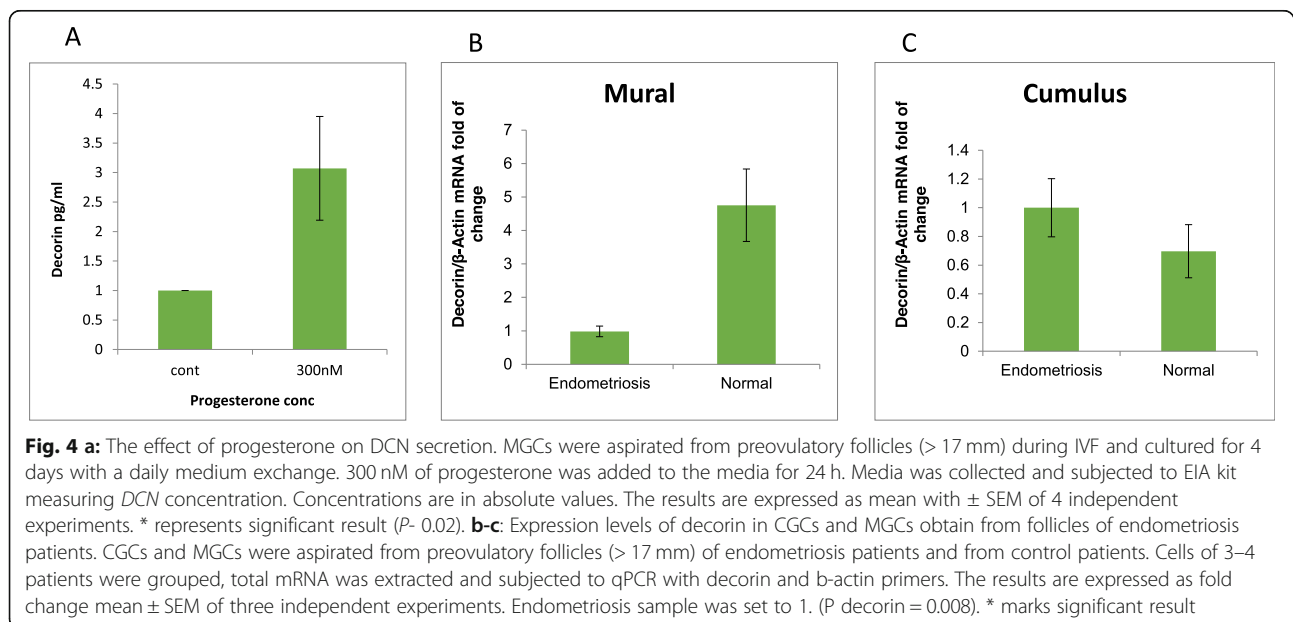 A
4.5
4
3.5
3
2.5
2
1.5
1
0.5
0
Decorin pg/ml
cont 300nM
Progesterone conc
B
Mural
7
6
5
4
3
2
1
0
Decorin/β-Actin mRNA fold of
change
Endometriosis Normal
C
Cumulus
1.4
1.2
1
0.8
0.6
0.4
0.2
0
Decorin/β-Actin mRNA fold of
change
Endometriosis Normal
Fig. 4 a: The effect of progesterone on DCN secretion. MGCs were aspirated from preovulatory follicles (> 17 mm) during IVF and cultured for 4
days with a daily medium exchange. 300 nM of progesterone was added to the media for 24 h. Media was collected and subjected to EIA kit
measuring DCN concentration. Concentrations are in absolute values. The results are expressed as mean with ± SEM of 4 independent
experiments. * represents significant result (P- 0.02). b-c: Expression levels of decorin in CGCs and MGCs obtain from follicles of endometriosis
patients. CGCs and MGCs were aspirated from preovulatory follicles (> 17 mm) of endometriosis patients and from control patients. Cells of 3–4
patients were grouped, total mRNA was extracted and subjected to qPCR with decorin and b-actin primers. The results are expressed as fold
change mean ± SEM of three independent experiments. Endometriosis sample was set to 1. (P decorin = 0.008). * marks significant result